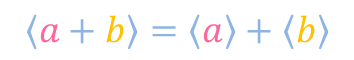 ⟨a + b⟩ = ⟨a⟩ + ⟨b⟩